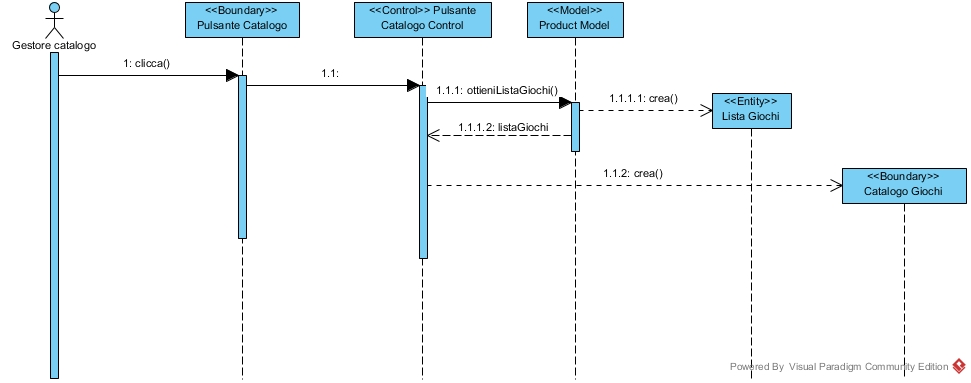 <<Boundary>>
Pulsante Catalogo
<<Control>> Pulsante
Catalogo Control
<<Model>>
Product Model
Gestore catalogo
1: clicca()
1.1:
1.1.1: ottieniListaGiochi()
1.1.1.1: crea()
<<Entity>>
Lista Giochi
1.1.1.2: listaGiochi
1.1.2: crea()
<<Boundary>>
Catalogo Giochi
Powered By Visual Paradigm Community Edition